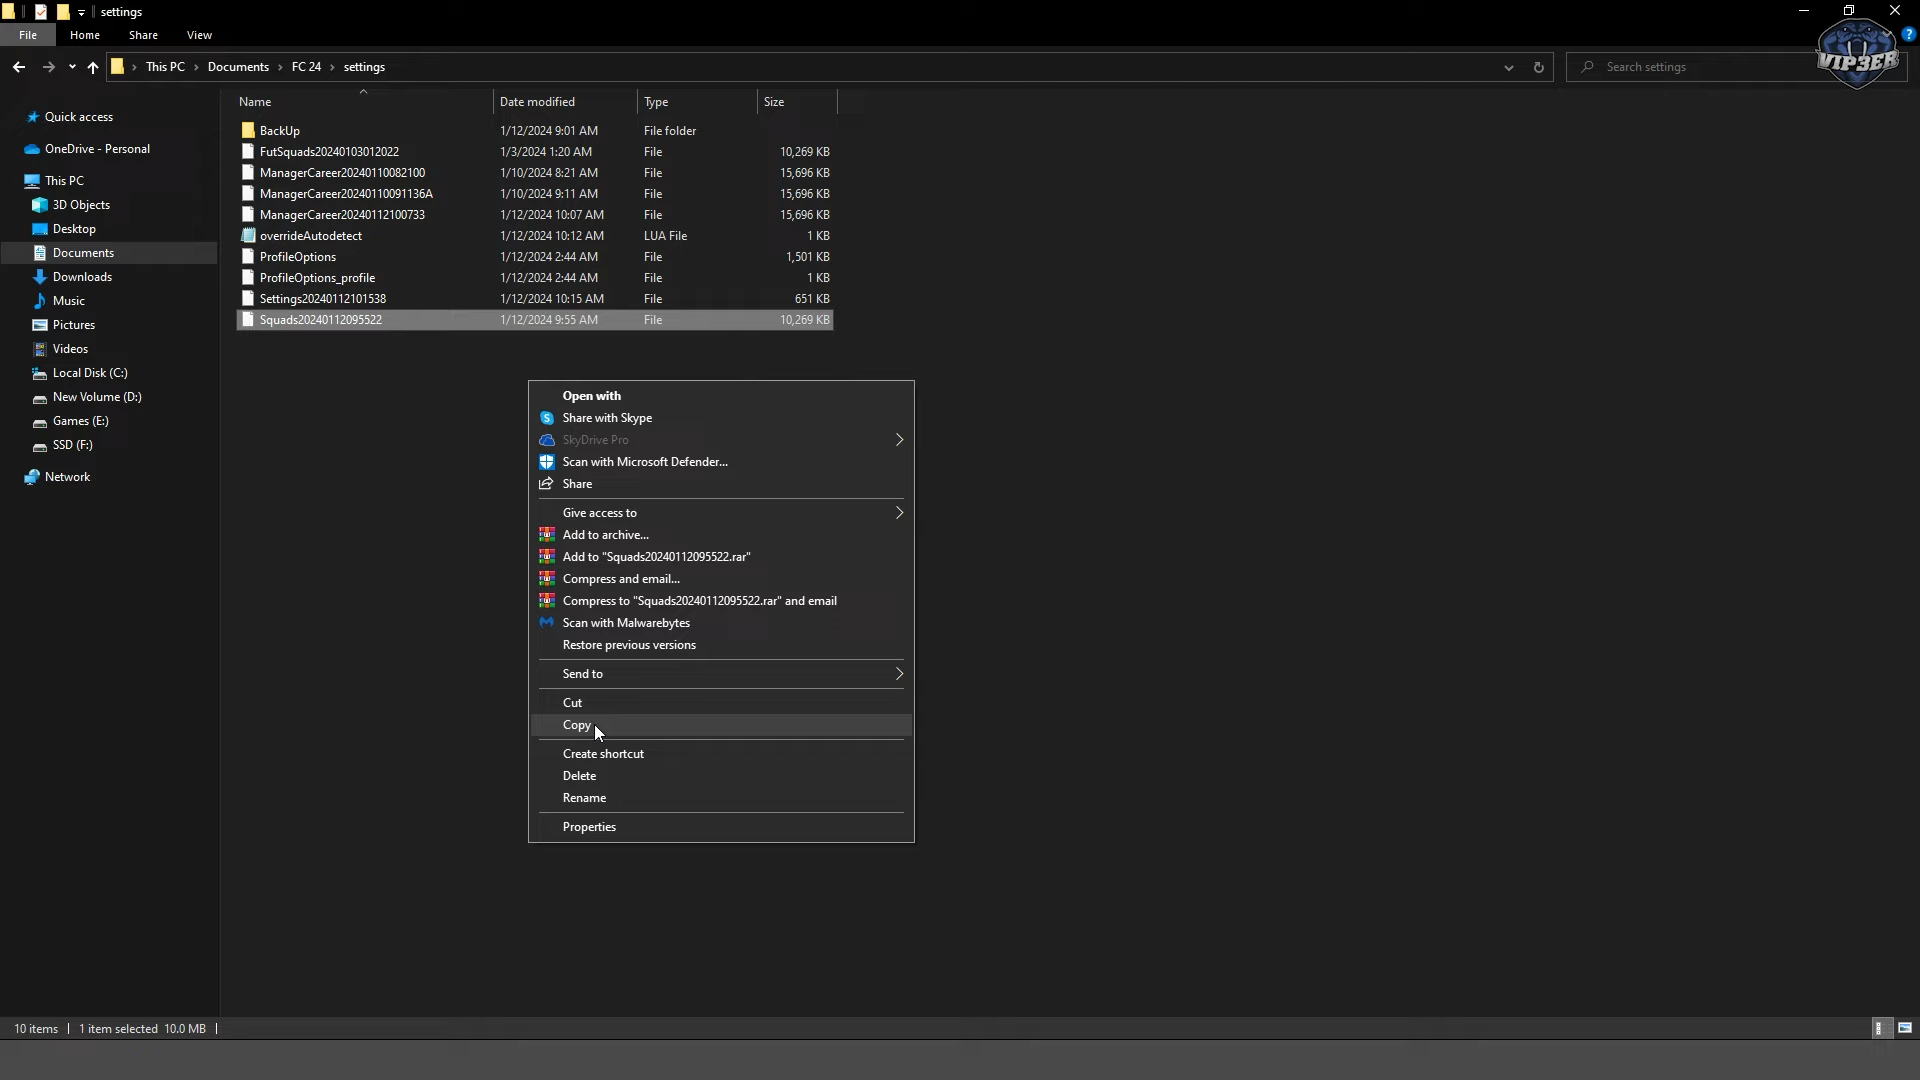 settings
File Home Share View
This PC Documents FC 24 settings
Search settings
VIP3ER
?
Name Date modified Type Size
Quick access
OneDrive - Personal
This PC
3D Objects
Desktop
Documents
Downloads
Music
Pictures
Videos
Local Disk (C:)
New Volume (D:)
Games (E:)
SSD (F:)
Network
BackUp 1/12/2024 9:01 AM File folder
FutSquads20240103012022 1/3/2024 1:20 AM File 10,269 KB
ManagerCareer20240110082100 1/10/2024 8:21 AM File 15,696 KB
ManagerCareer20240110091136A 1/10/2024 9:11 AM File 15,696 KB
ManagerCareer20240112100733 1/12/2024 10:07 AM File 15,696 KB
overrideAutodetect 1/12/2024 10:12 AM LUA File 1 KB
ProfileOptions 1/12/2024 2:44 AM File 1,501 KB
ProfileOptions_profile 1/12/2024 2:44 AM File 1 KB
Settings20240112101538 1/12/2024 10:15 AM File 651 KB
Squads20240112095522 1/12/2024 9:55 AM File 10,269 KB
Open with
Share with Skype
SkyDrive Pro
Scan with Microsoft Defender...
Share
Give access to
Add to archive...
Add to "Squads20240112095522.rar"
Compress and email...
Compress to "Squads20240112095522.rar" and email
Scan with Malwarebytes
Restore previous versions
Send to
Cut
Copy
Create shortcut
Delete
Rename
Properties
10 items 1 item selected 10.0 MB